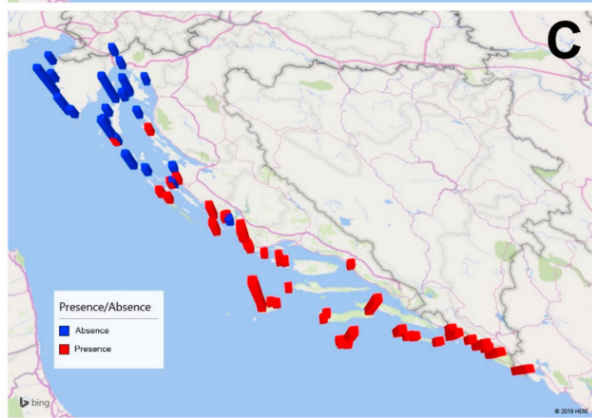 C
Presence/Absence
Absence
Presence
bing
© 2019 HERE